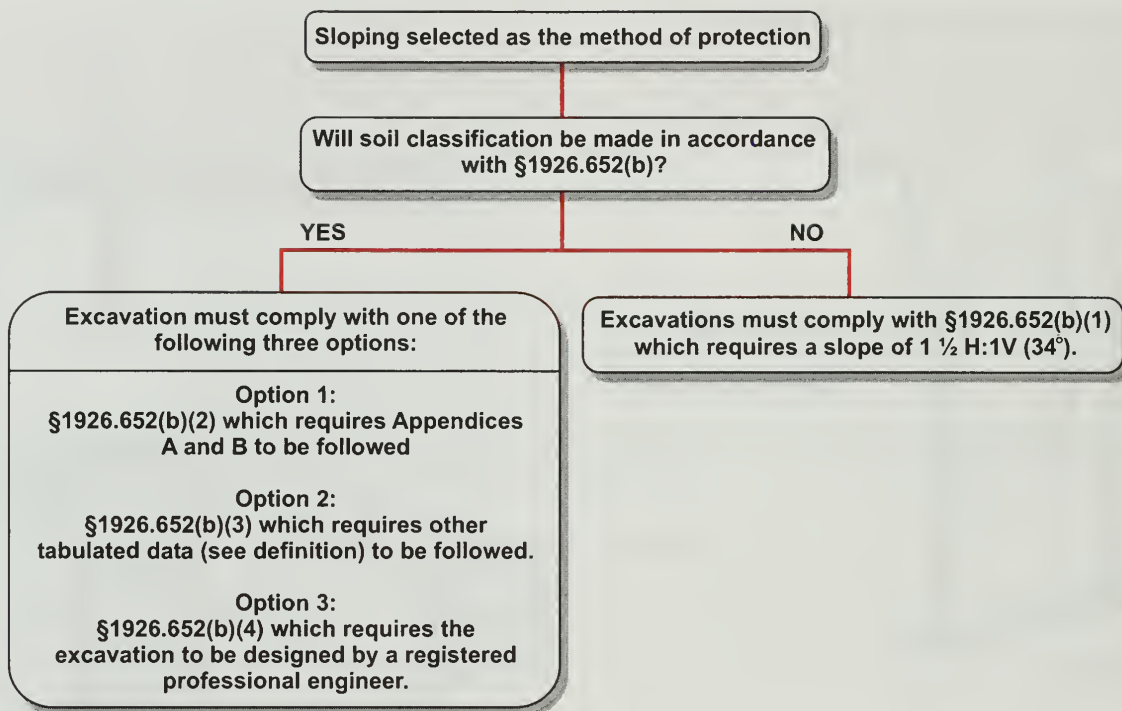 Sloping selected as the method of protection
Will soil classification be made in accordance
with §1926.652(b)?
YES
NO
Excavation must comply with one of the
following three options:
Option 1:
§1926.652(b)(2) which requires Appendices
A and B to be followed
Option 2:
§1926.652(b)(3) which requires other
tabulated data (see definition) to be followed.
Option 3:
§1926.652(b)(4) which requires the
excavation to be designed by a registered
professional engineer.
Excavations must comply with §1926.652(b)(1)
which requires a slope of 1 ½ H:1V (34°).